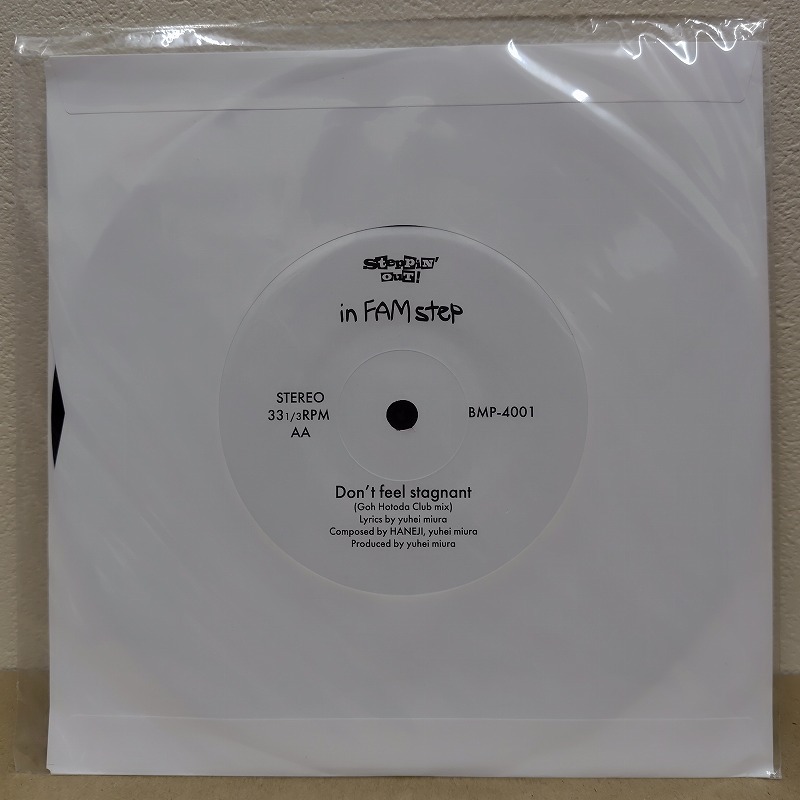 STEPPiN'
OUT!
in FAM step
STEREO
33 1/3RPM
AA
BMP-4001
Don't feel stagnant
(Goh Hotoda Club mix)
Lyrics by yuhei miura
Composed by HANEJI, yuhei miura
Produced by yuhei miura